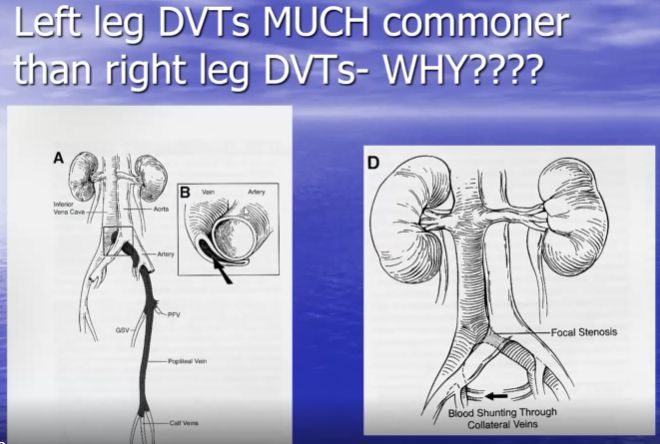 Left leg DVTs MUCH commoner
than right leg DVTs- WHY????
A
Inferior
Vena Cava
Aorta
Artery
PFV
GSV
Popliteal Vein
Calf Veins
B
Vein
Artery
D
Focal Stenosis
Blood Shunting Through
Collateral Veins